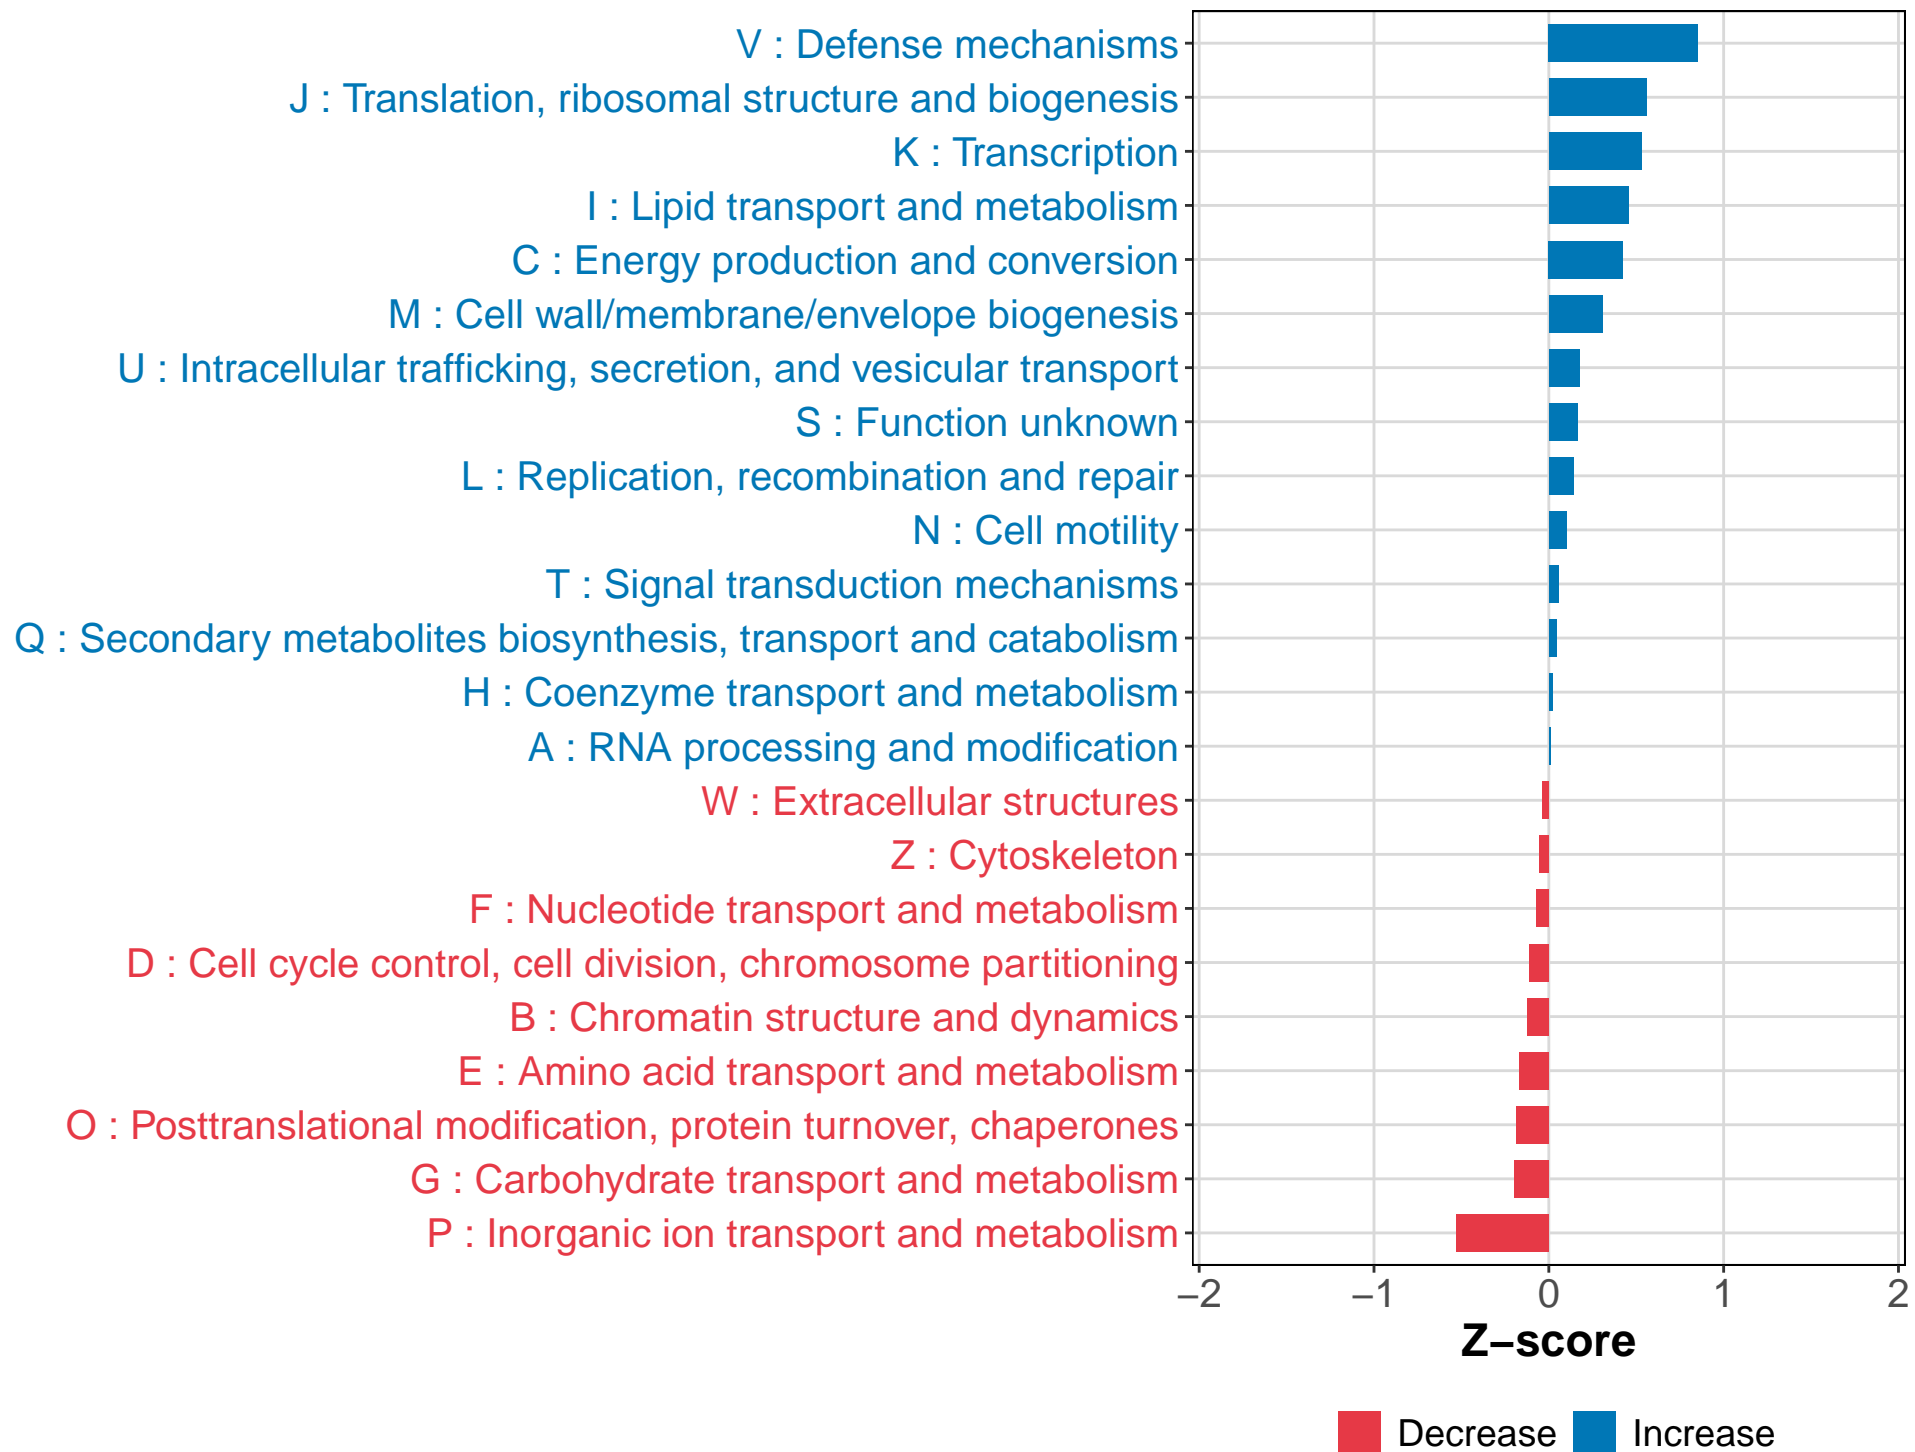 V : Defense mechanisms
J : Translation, ribosomal structure and biogenesis
K : Transcription
I : Lipid transport and metabolism
C : Energy production and conversion
M : Cell wall/membrane/envelope biogenesis
U : Intracellular trafficking, secretion, and vesicular transport
S : Function unknown
L : Replication, recombination and repair
N : Cell motility
T : Signal transduction mechanisms
Q : Secondary metabolites biosynthesis, transport and catabolism
H : Coenzyme transport and metabolism
A : RNA processing and modification
W : Extracellular structures
Z : Cytoskeleton
F : Nucleotide transport and metabolism
D : Cell cycle control, cell division, chromosome partitioning
B : Chromatin structure and dynamics
E : Amino acid transport and metabolism
O : Posttranslational modification, protein turnover, chaperones
G : Carbohydrate transport and metabolism
P : Inorganic ion transport and metabolism
−2 −1 0 1 2
Z−score
Decrease Increase